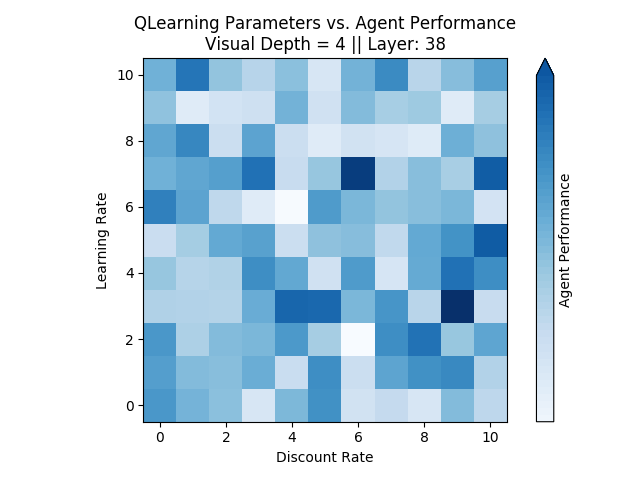 QLearning Parameters vs. Agent Performance
Visual Depth = 4 || Layer: 38
10
8
6
4
2
0
Learning Rate
0 2 4 6 8 10
Discount Rate
Agent Performance